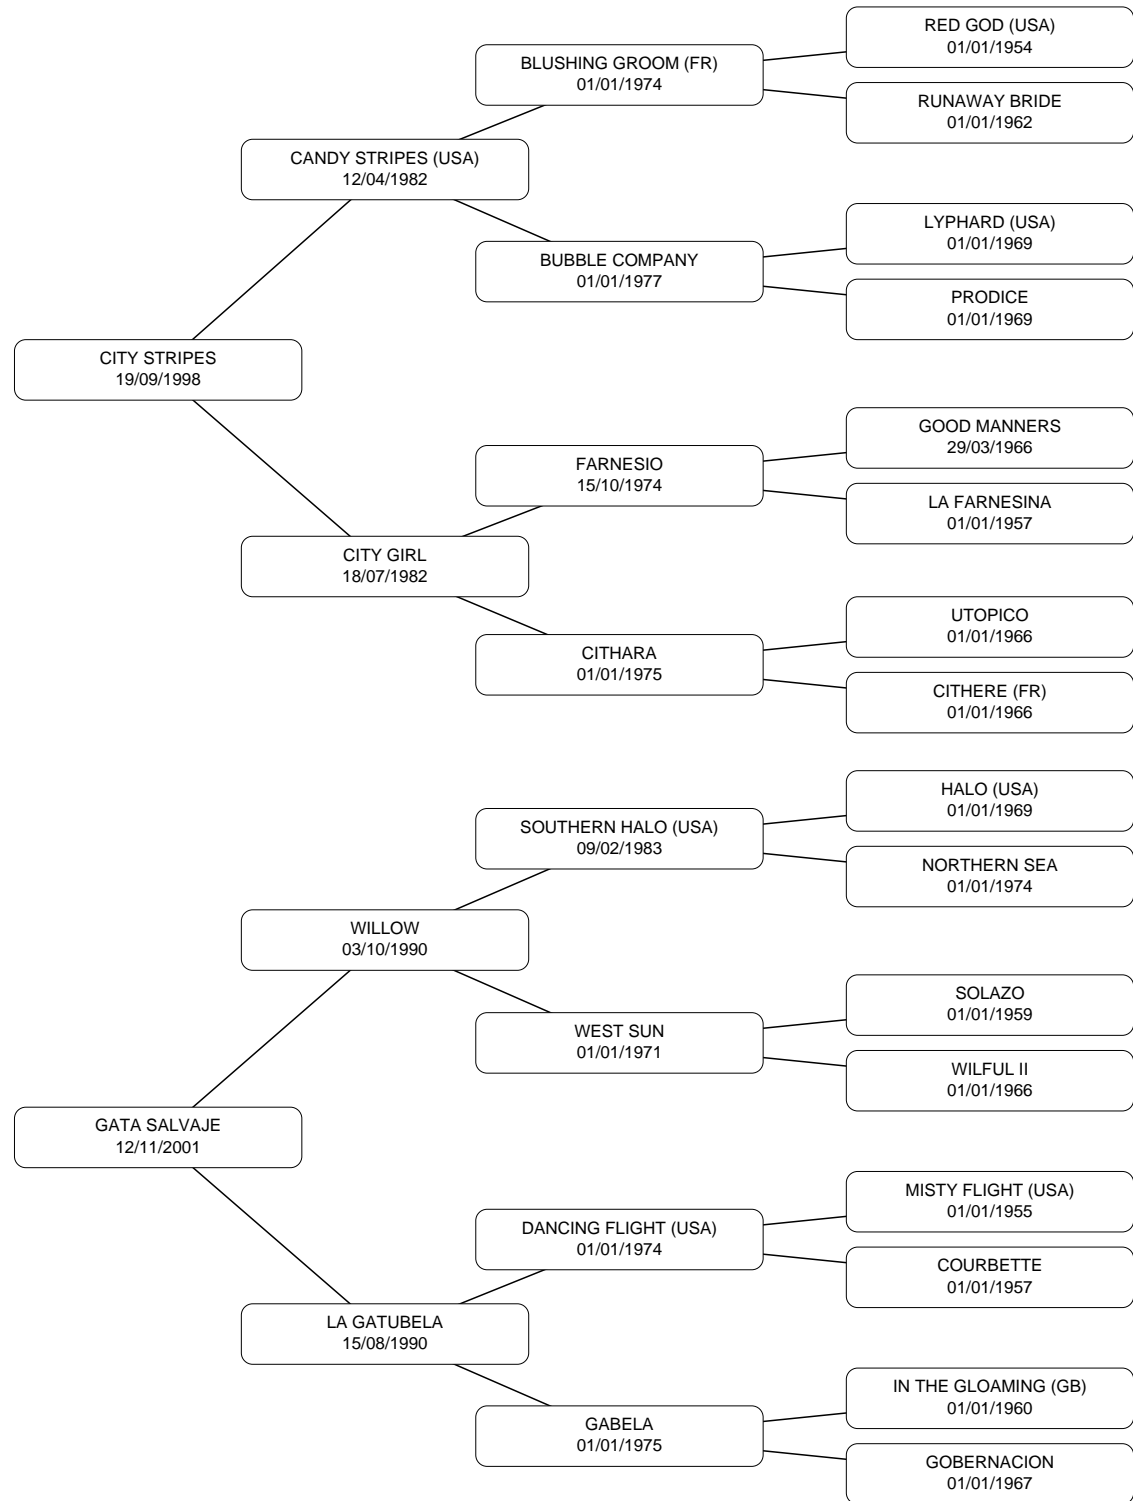 RED GOD (USA)
01/01/1954
BLUSHING GROOM (FR)
01/01/1974
RUNAWAY BRIDE
01/01/1962
CANDY STRIPES (USA)
12/04/1982
LYPHARD (USA)
01/01/1969
BUBBLE COMPANY
01/01/1977
PRODICE
01/01/1969
CITY STRIPES
19/09/1998
GOOD MANNERS
29/03/1966
FARNESIO
15/10/1974
LA FARNESINA
01/01/1957
CITY GIRL
18/07/1982
UTOPICO
01/01/1966
CITHARA
01/01/1975
CITHERE (FR)
01/01/1966
HALO (USA)
01/01/1969
SOUTHERN HALO (USA)
09/02/1983
NORTHERN SEA
01/01/1974
WILLOW
03/10/1990
SOLAZO
01/01/1959
WEST SUN
01/01/1971
WILFUL II
01/01/1966
GATA SALVAJE
12/11/2001
MISTY FLIGHT (USA)
01/01/1955
DANCING FLIGHT (USA)
01/01/1974
COURBETTE
01/01/1957
LA GATUBELA
15/08/1990
IN THE GLOAMING (GB)
01/01/1960
GABELA
01/01/1975
GOBERNACION
01/01/1967